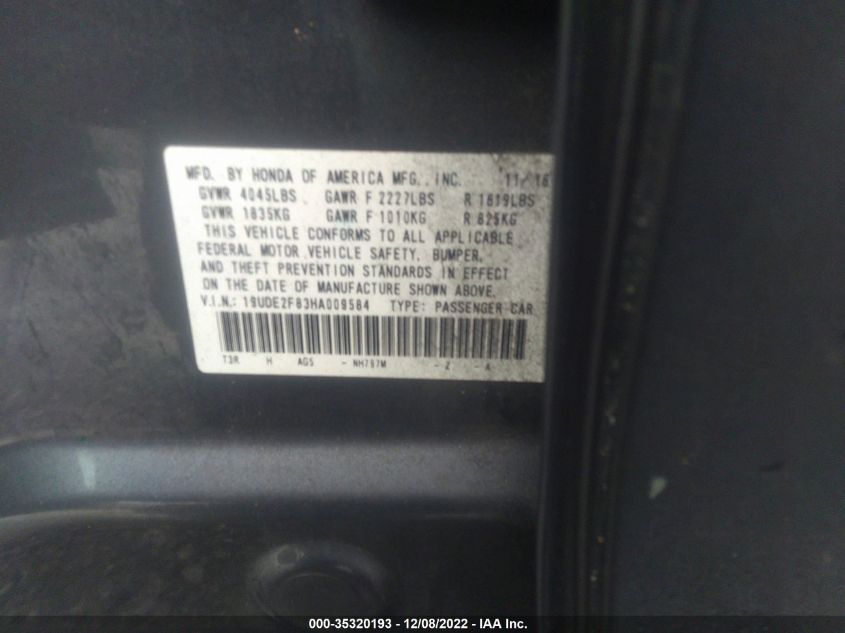 MFD. BY HONDA OF AMERICA MFG., INC. 11/16
GVWR 4045LBS GAWR F 2227LBS R 1819LBS
GVWR 1835KG GAWR F 1010KG R 825KG
THIS VEHICLE CONFORMS TO ALL APPLICABLE
FEDERAL MOTOR VEHICLE SAFETY, BUMPER,
AND THEFT PREVENTION STANDARDS IN EFFECT
ON THE DATE OF MANUFACTURE SHOWN ABOVE.
V.I.N.: 19UDE2F83HA009584 TYPE: PASSENGER CAR
T3R H AG5 - NH797M - 2 - A
000-35320193 - 12/08/2022 - IAA Inc.